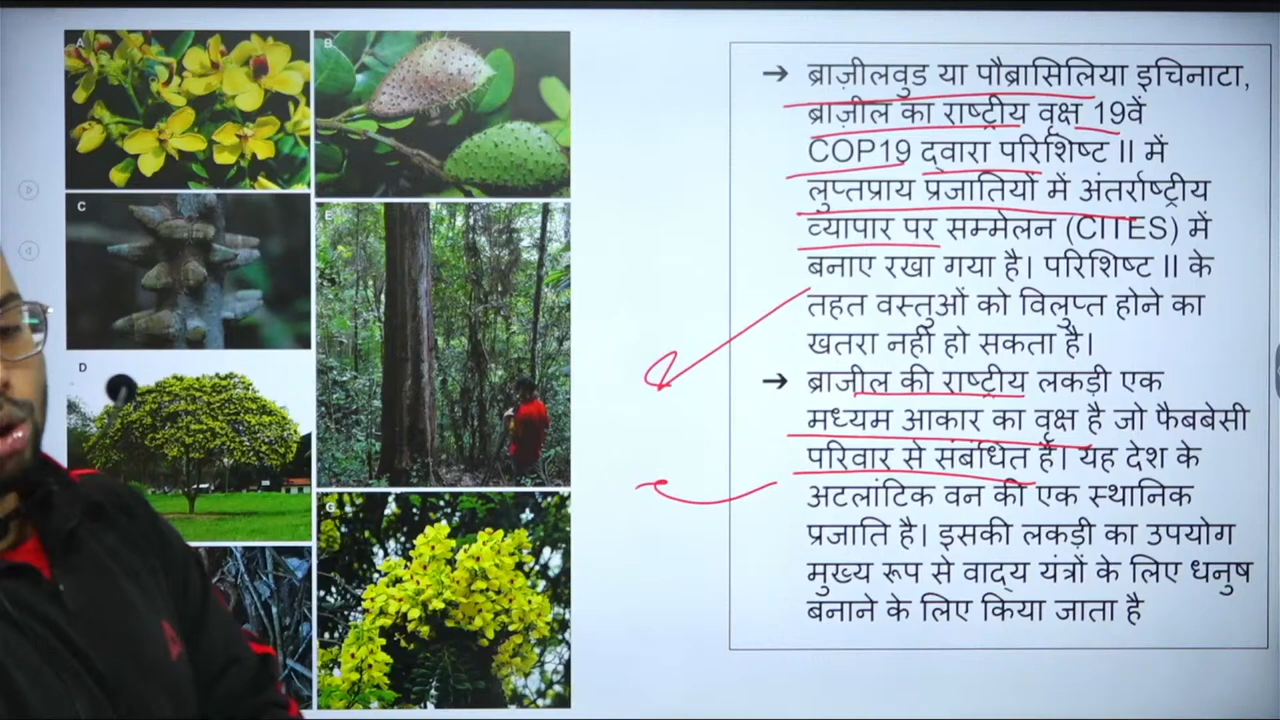 A
B
C
D
E
G
→ ब्राज़ीलवुड या पौब्रासिलिया इचिनाटा,
ब्राज़ील का राष्ट्रीय वृक्ष 19वें
COP19 द्वारा परिशिष्ट II में
लुप्तप्राय प्रजातियों में अंतर्राष्ट्रीय
व्यापार पर सम्मेलन (CITES) में
बनाए रखा गया है। परिशिष्ट II के
तहत वस्तुओं को विलुप्त होने का
खतरा नहीं हो सकता है।
→ ब्राजील की राष्ट्रीय लकड़ी एक
मध्यम आकार का वृक्ष है जो फैबबेसी
परिवार से संबंधित है। यह देश के
अटलांटिक वन की एक स्थानिक
प्रजाति है। इसकी लकड़ी का उपयोग
मुख्य रूप से वाद्य यंत्रों के लिए धनुष
बनाने के लिए किया जाता है